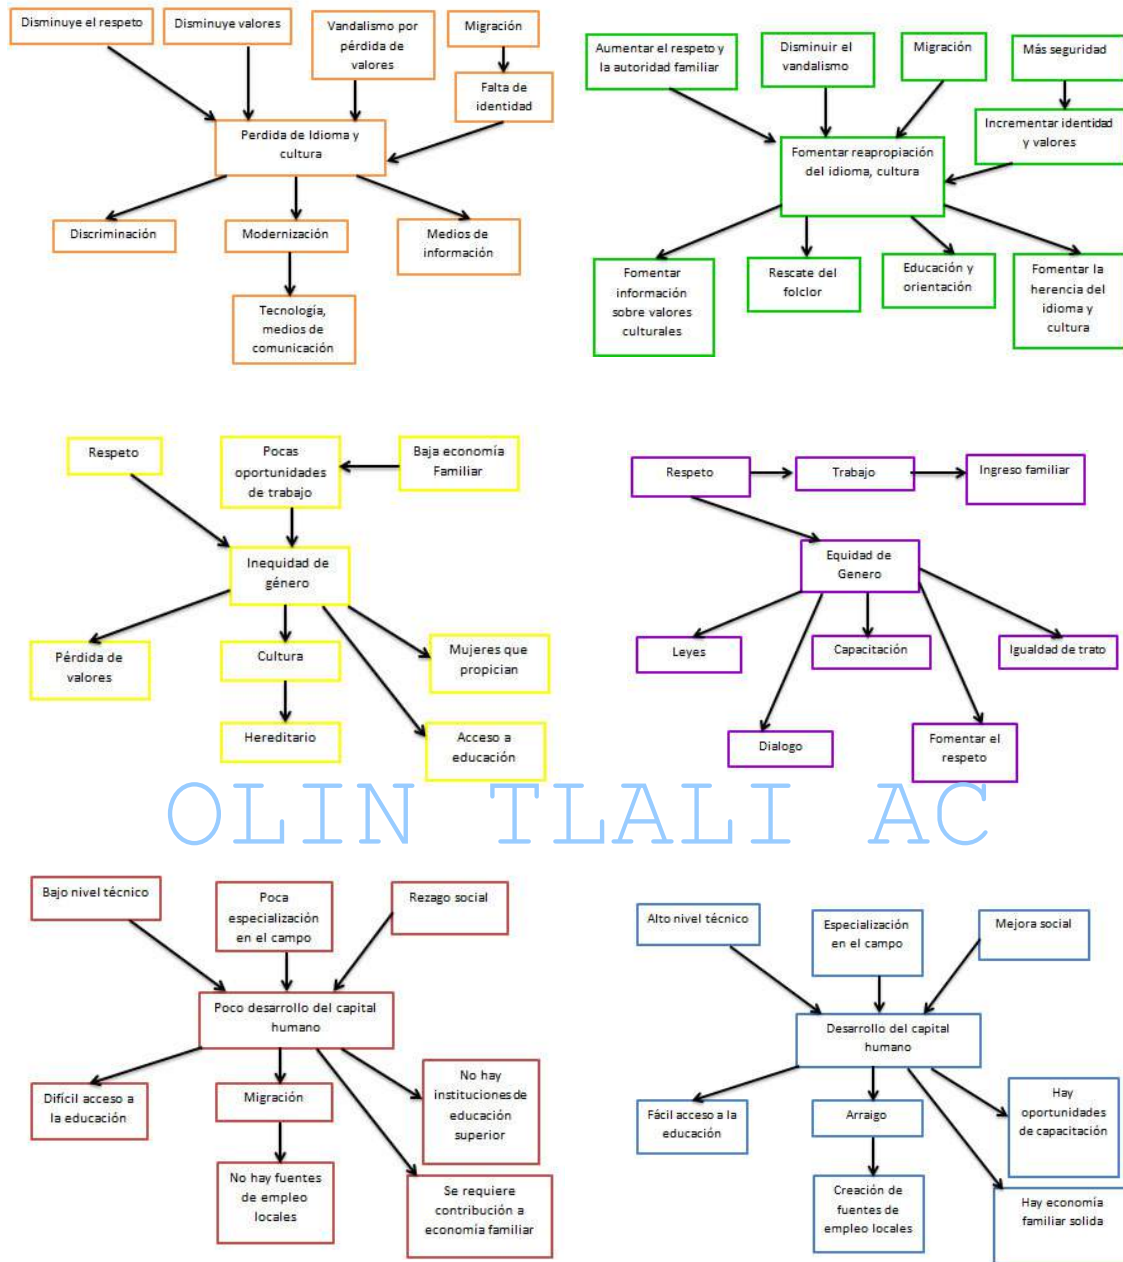 Disminuye el respeto
Disminuye valores
Vandalismo por
pérdida de
valores
Migración
Falta de
identidad
Perdida de Idioma y
cultura
Discriminación
Modernización
Medios de
información
Tecnología,
medios de
comunicación
Aumentar el respeto y
la autoridad familiar
Disminuir el
vandalismo
Migración
Más seguridad
Incrementar identidad
y valores
Fomentar reapropiación
del idioma, cultura
Fomentar
información
sobre valores
culturales
Rescate del
folclor
Educación y
orientación
Fomentar la
herencia del
idioma y
cultura
Respeto
Pocas
oportunidades
de trabajo
Baja economía
Familiar
Inequidad de
género
Pérdida de
valores
Cultura
Mujeres que
propician
Hereditario
Acceso a
educación
Respeto
Trabajo
Ingreso familiar
Equidad de
Genero
Leyes
Capacitación
Igualdad de trato
Dialogo
Fomentar el
respeto
OLIN TLALI AC
Bajo nivel técnico
Poca
especialización
en el campo
Rezago social
Poco desarrollo del capital
humano
Difícil acceso a
la educación
Migración
No hay
instituciones de
educación
superior
No hay fuentes
de empleo
locales
Se requiere
contribución a
economía familiar
Alto nivel técnico
Especialización
en el campo
Mejora social
Desarrollo del capital
humano
Fácil acceso a la
educación
Arraigo
Hay
oportunidades
de capacitación
Creación de
fuentes de
empleo locales
Hay economía
familiar solida